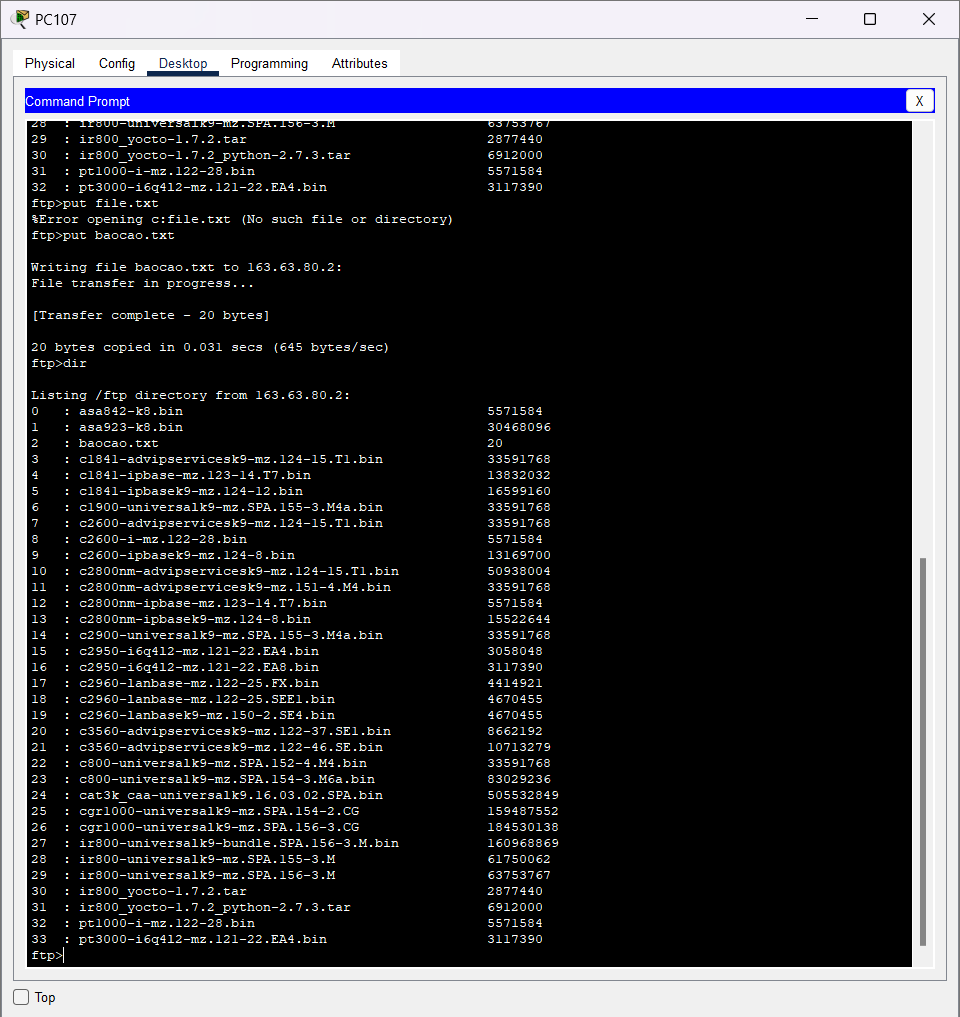 PC107
Physical Config Desktop Programming Attributes
Command Prompt X
28 : ir800-universalk9-mz.SPA.156-3.M 63753767
29 : ir800_yocto-1.7.2.tar 2877440
30 : ir800_yocto-1.7.2_python-2.7.3.tar 6912000
31 : pt1000-i-mz.122-28.bin 5571584
32 : pt3000-i6q4l2-mz.121-22.EA4.bin 3117390
ftp>put file.txt
%Error opening c:file.txt (No such file or directory)
ftp>put baocao.txt
Writing file baocao.txt to 163.63.80.2:
File transfer in progress...
[Transfer complete - 20 bytes]
20 bytes copied in 0.031 secs (645 bytes/sec)
ftp>dir
Listing /ftp directory from 163.63.80.2:
0 : asa842-k8.bin 5571584
1 : asa923-k8.bin 30468096
2 : baocao.txt 20
3 : c1841-advipservicesk9-mz.124-15.T1.bin 33591768
4 : c1841-ipbase-mz.123-14.T7.bin 13832032
5 : c1841-ipbasek9-mz.124-12.bin 16599160
6 : c1900-universalk9-mz.SPA.155-3.M4a.bin 33591768
7 : c2600-advipservicesk9-mz.124-15.T1.bin 33591768
8 : c2600-i-mz.122-28.bin 5571584
9 : c2600-ipbasek9-mz.124-8.bin 13169700
10 : c2800nm-advipservicesk9-mz.124-15.T1.bin 50938004
11 : c2800nm-advipservicesk9-mz.151-4.M4.bin 33591768
12 : c2800nm-ipbase-mz.123-14.T7.bin 5571584
13 : c2800nm-ipbasek9-mz.124-8.bin 15522644
14 : c2900-universalk9-mz.SPA.155-3.M4a.bin 33591768
15 : c2950-i6q4l2-mz.121-22.EA4.bin 3058048
16 : c2950-i6q4l2-mz.121-22.EA8.bin 3117390
17 : c2960-lanbase-mz.122-25.FX.bin 4414921
18 : c2960-lanbase-mz.122-25.SEE1.bin 4670455
19 : c2960-lanbasek9-mz.150-2.SE4.bin 4670455
20 : c3560-advipservicesk9-mz.122-37.SE1.bin 8662192
21 : c3560-advipservicesk9-mz.122-46.SE.bin 10713279
22 : c800-universalk9-mz.SPA.152-4.M4.bin 33591768
23 : c800-universalk9-mz.SPA.154-3.M6a.bin 83029236
24 : cat3k_caa-universalk9.16.03.02.SPA.bin 505532849
25 : cgr1000-universalk9-mz.SPA.154-2.CG 159487552
26 : cgr1000-universalk9-mz.SPA.156-3.CG 184530138
27 : ir800-universalk9-bundle.SPA.156-3.M.bin 160968869
28 : ir800-universalk9-mz.SPA.155-3.M 61750062
29 : ir800-universalk9-mz.SPA.156-3.M 63753767
30 : ir800_yocto-1.7.2.tar 2877440
31 : ir800_yocto-1.7.2_python-2.7.3.tar 6912000
32 : pt1000-i-mz.122-28.bin 5571584
33 : pt3000-i6q4l2-mz.121-22.EA4.bin 3117390
ftp>
Top